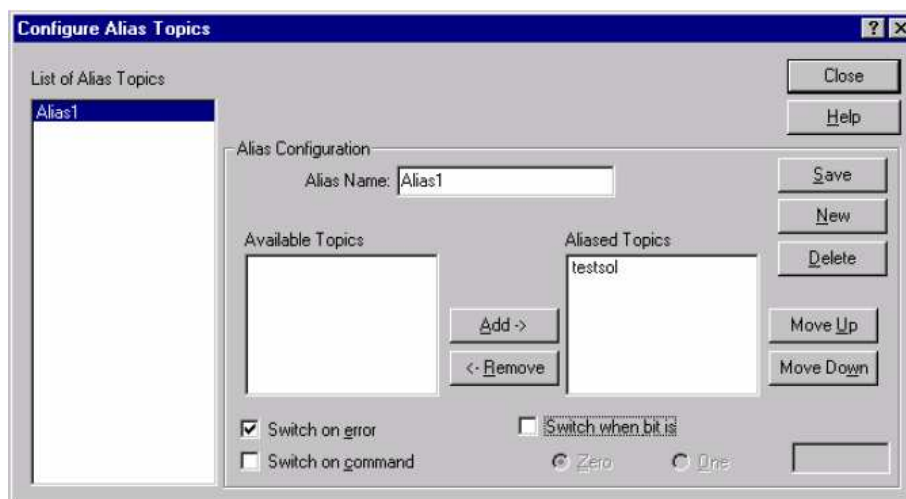 Configure Alias Topics
List of Alias Topics
Close
Alias1
Help
Alias Configuration
Alias Name: Alias1
Save
New
Available Topics
Aliased Topics
Delete
testsol
Add ->
Move Up
<- Remove
Move Down
Switch on error
Switch when bit is
Switch on command
Zero
One